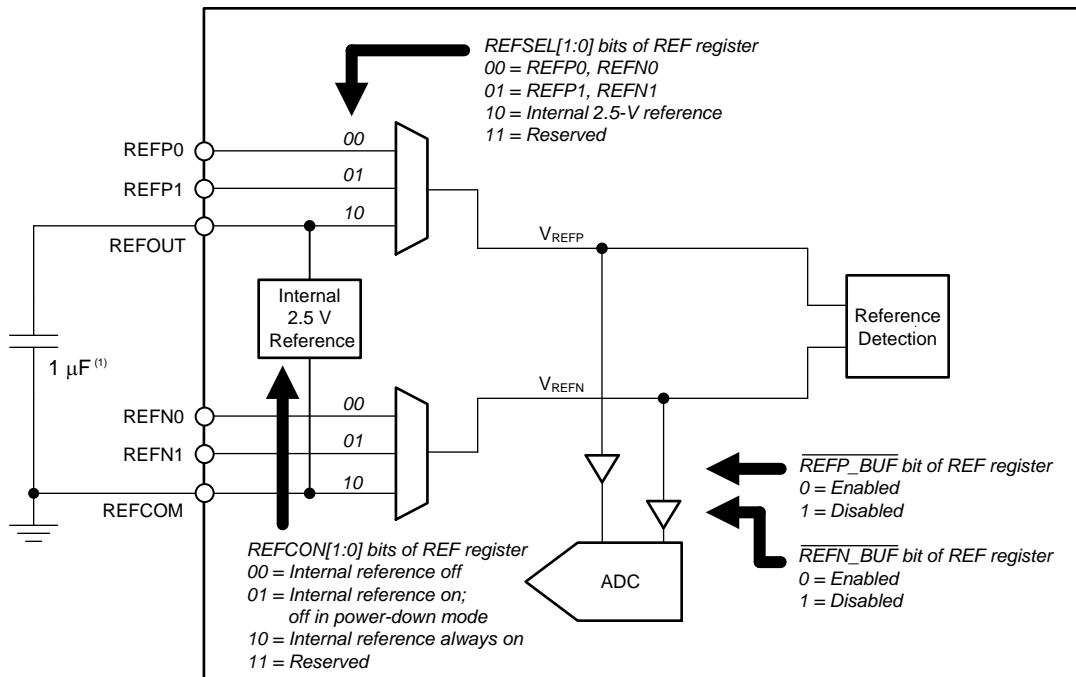 REFSEL[1:0] bits of REF register
00 = REFP0, REFN0
01 = REFP1, REFN1
10 = Internal 2.5-V reference
11 = Reserved
REFP0
00
REFP1
01
REFOUT
10
VREFP
Internal
2.5 V
Reference
Reference
Detection
1 μF (1)
VREFN
REFN0
00
REFN1
01
REFCOM
10
REFP_BUF bit of REF register
0 = Enabled
1 = Disabled
REFN_BUF bit of REF register
0 = Enabled
1 = Disabled
REFCON[1:0] bits of REF register
00 = Internal reference off
01 = Internal reference on;
off in power-down mode
10 = Internal reference always on
11 = Reserved
ADC